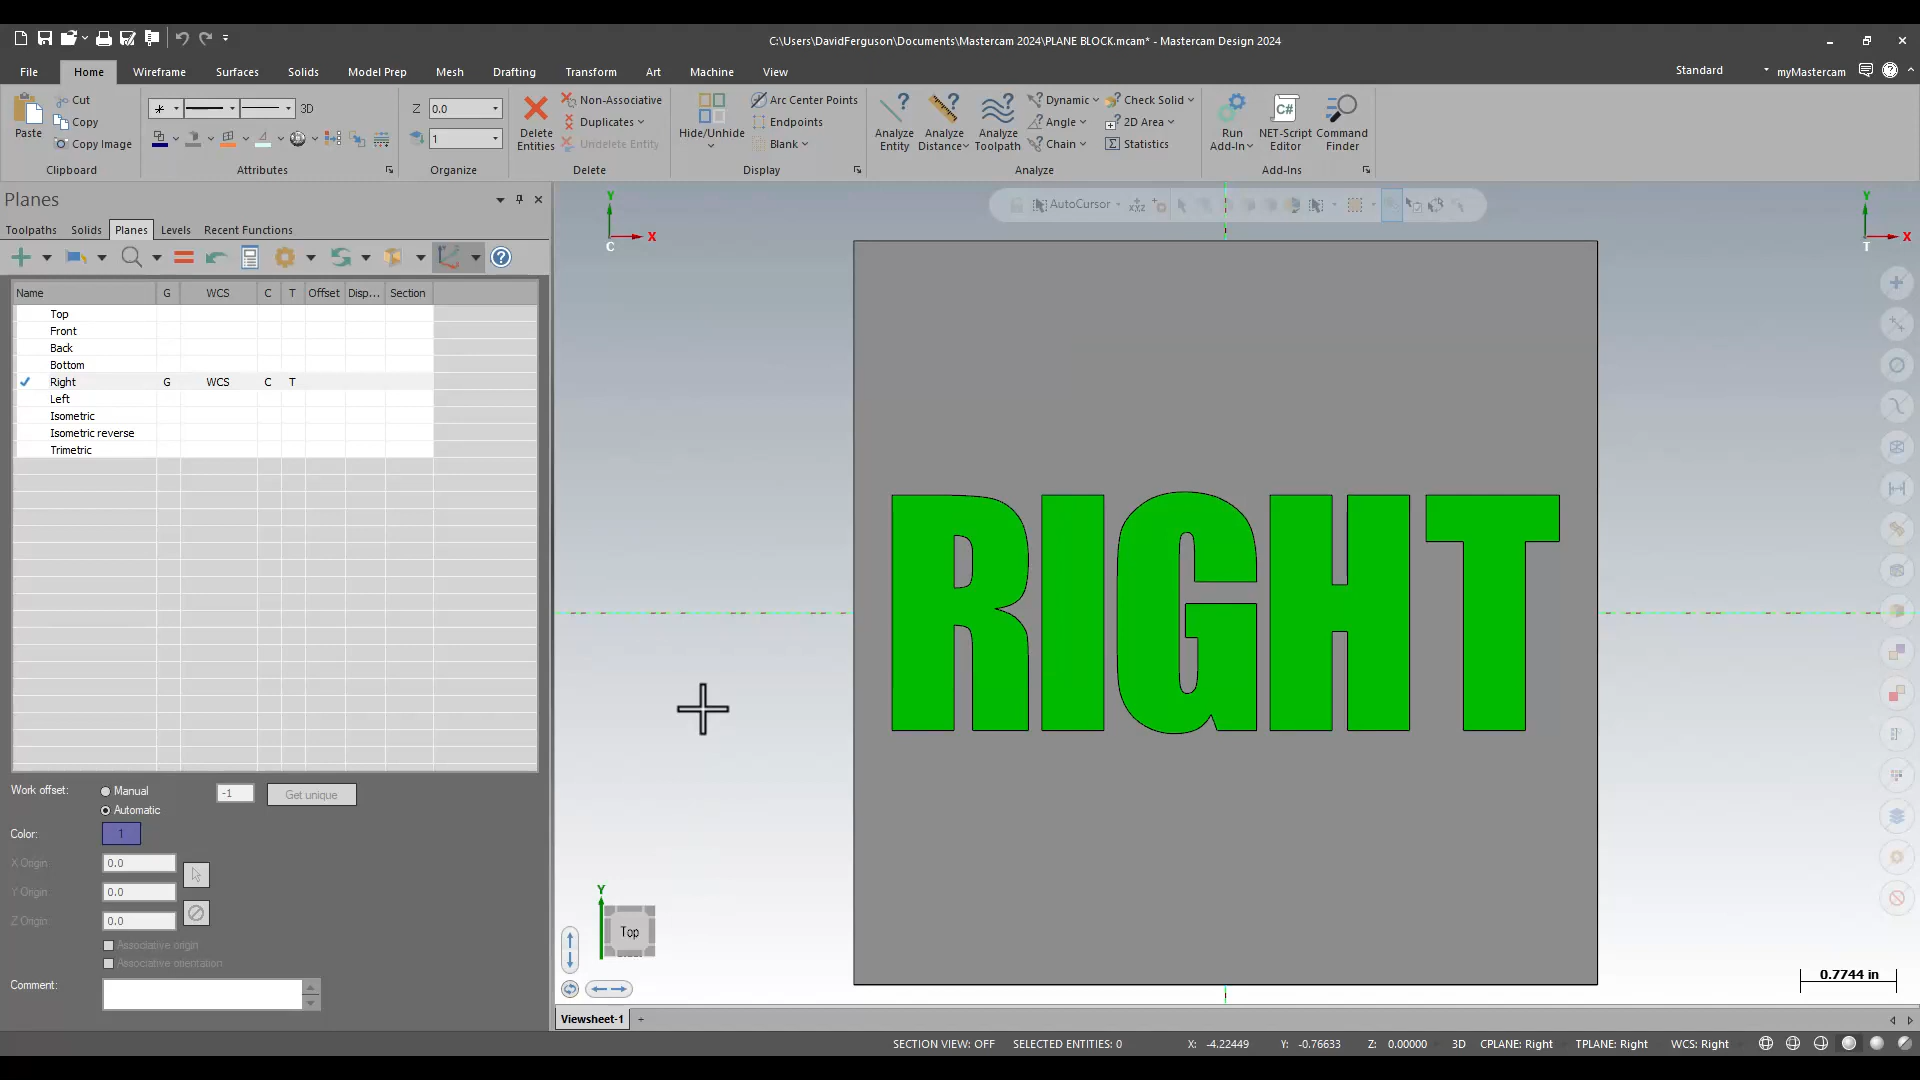 C:\Users\DavidFerguson\Documents\Mastercam 2024\PLANE BLOCK.mcam* - Mastercam Design 2024
File Home Wireframe Surfaces Solids Model Prep Mesh Drafting Transform Art Machine View Standard myMastercam
Paste Cut Copy Copy Image
Clipboard
3D
Attributes
Z 0.0
1
Organize
Delete Entities Non-Associative Duplicates Undelete Entity
Delete
Hide/Unhide Arc Center Points Endpoints Blank
Display
Analyze Entity Analyze Distance Analyze Toolpath Dynamic Angle Chain Check Solid 2D Area Statistics
Analyze
Run Add-In C# NET-Script Editor Command Finder
Add-Ins
Planes
Toolpaths Solids Planes Levels Recent Functions
Name G WCS C T Offset Disp... Section
Top
Front
Back
Bottom
Right G WCS C T
Left
Isometric
Isometric reverse
Trimetric
Work offset: Manual -1 Get unique
Automatic
Color: 1
X Origin 0.0
Y Origin 0.0
Z Origin: 0.0
Associative origin
Associative orientation
Comment:
AutoCursor
Y X C
Y X T
RIGHT
Y
Top
0.7744 in
Viewsheet-1 +
SECTION VIEW: OFF SELECTED ENTITIES: 0 X: -4.22449 Y: -0.76633 Z: 0.00000 3D CPLANE: Right TPLANE: Right WCS: Right